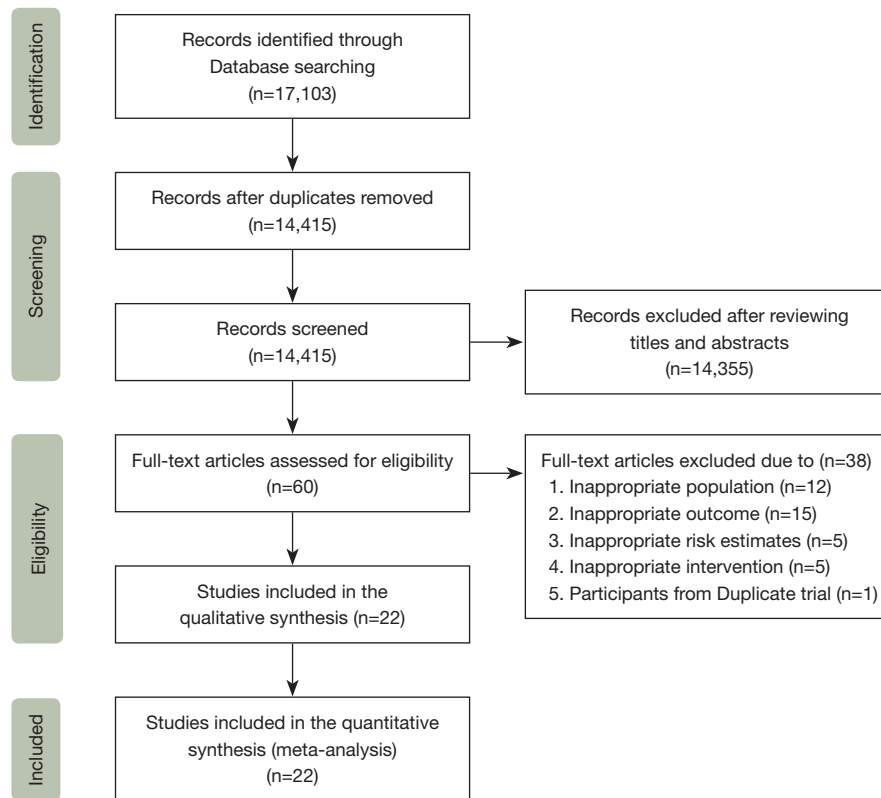 Identification
Records identified through
Database searching
(n=17,103)
Screening
Records after duplicates removed
(n=14,415)
Records screened
(n=14,415)
Records excluded after reviewing
titles and abstracts
(n=14,355)
Eligibility
Full-text articles assessed for eligibility
(n=60)
Full-text articles excluded due to (n=38)
1. Inappropriate population (n=12)
2. Inappropriate outcome (n=15)
3. Inappropriate risk estimates (n=5)
4. Inappropriate intervention (n=5)
5. Participants from Duplicate trial (n=1)
Studies included in the
qualitative synthesis (n=22)
Included
Studies included in the quantitative
synthesis (meta-analysis)
(n=22)